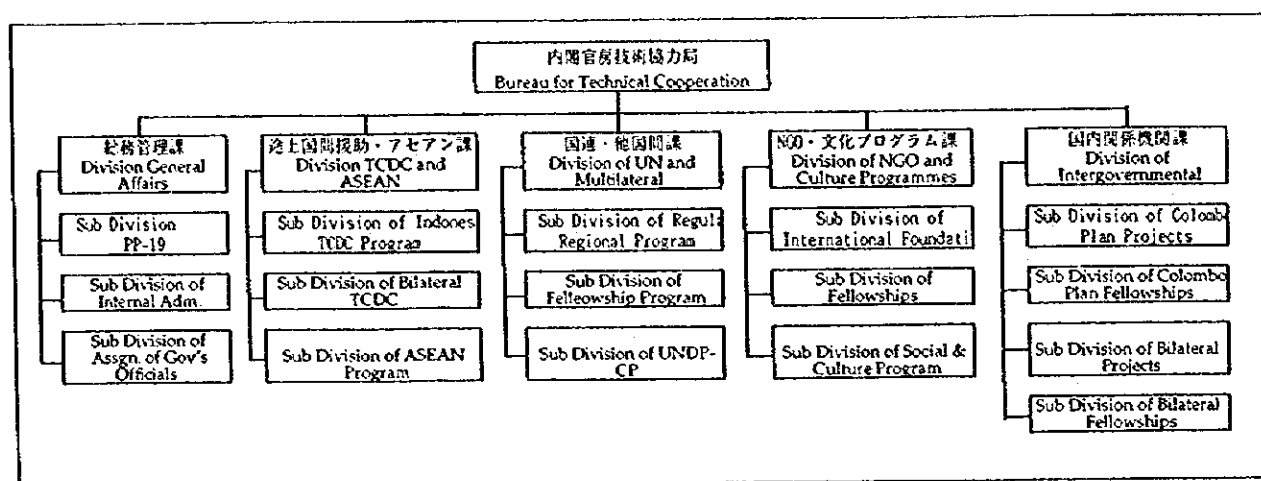 内閣官房技術協力局
Bureau for Technical Cooperation
総務管理課
Division General
Affairs
Sub Division
PP-19
Sub Division of
Internal Adm.
Sub Division of
Assgn. of Gov's
Officials
途上国間援助・アセアン課
Division TCDC and
ASEAN
Sub Division of Indones
TCDC Program
Sub Division of Bilateral
TCDC
Sub Division of ASEAN
Program
国連・他国間課
Division of UN and
Multilateral
Sub Division of Regula
Regional Program
Sub Division of
Felleowship Program
Sub Division of UNDP-
CP
NGO・文化プログラム課
Division of NGO and
Culture Programmes
Sub Division of
International Foundati
Sub Division of
Fellowships
Sub Division of Social &
Culture Program
国内関係機関課
Division of
Intergovernmental
Sub Division of Colomb
Plan Projects
Sub Division of Colombo
Plan Fellowships
Sub Division of Bilateral
Projects
Sub Division of Bilateral
Fellowships